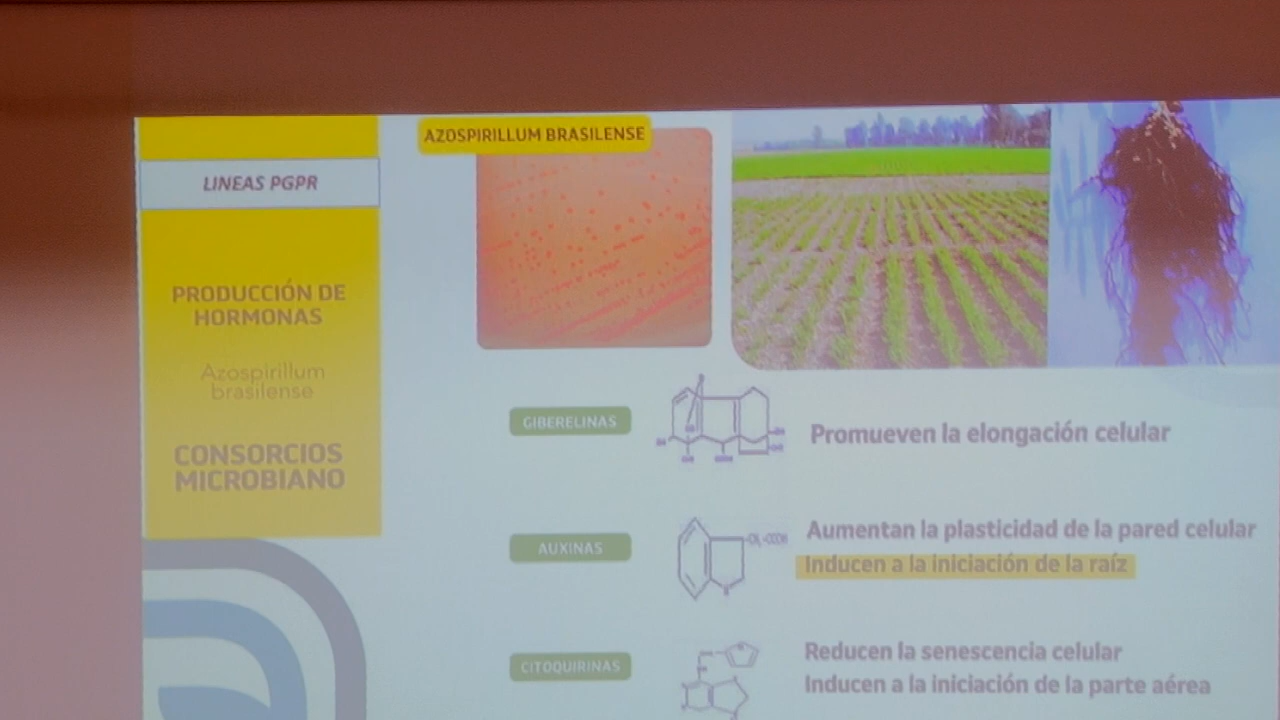 LINEAS PGPR
PRODUCCIÓN DE
HORMONAS
Azospirillum
brasilense
CONSORCIOS
MICROBIANO
AZOSPIRILLUM BRASILENSE
GIBERELINAS
Promueven la elongación celular
AUXINAS
Aumentan la plasticidad de la pared celular
Inducen a la iniciación de la raíz
CITOQUIRINAS
Reducen la senescencia celular
Inducen a la iniciación de la parte aérea